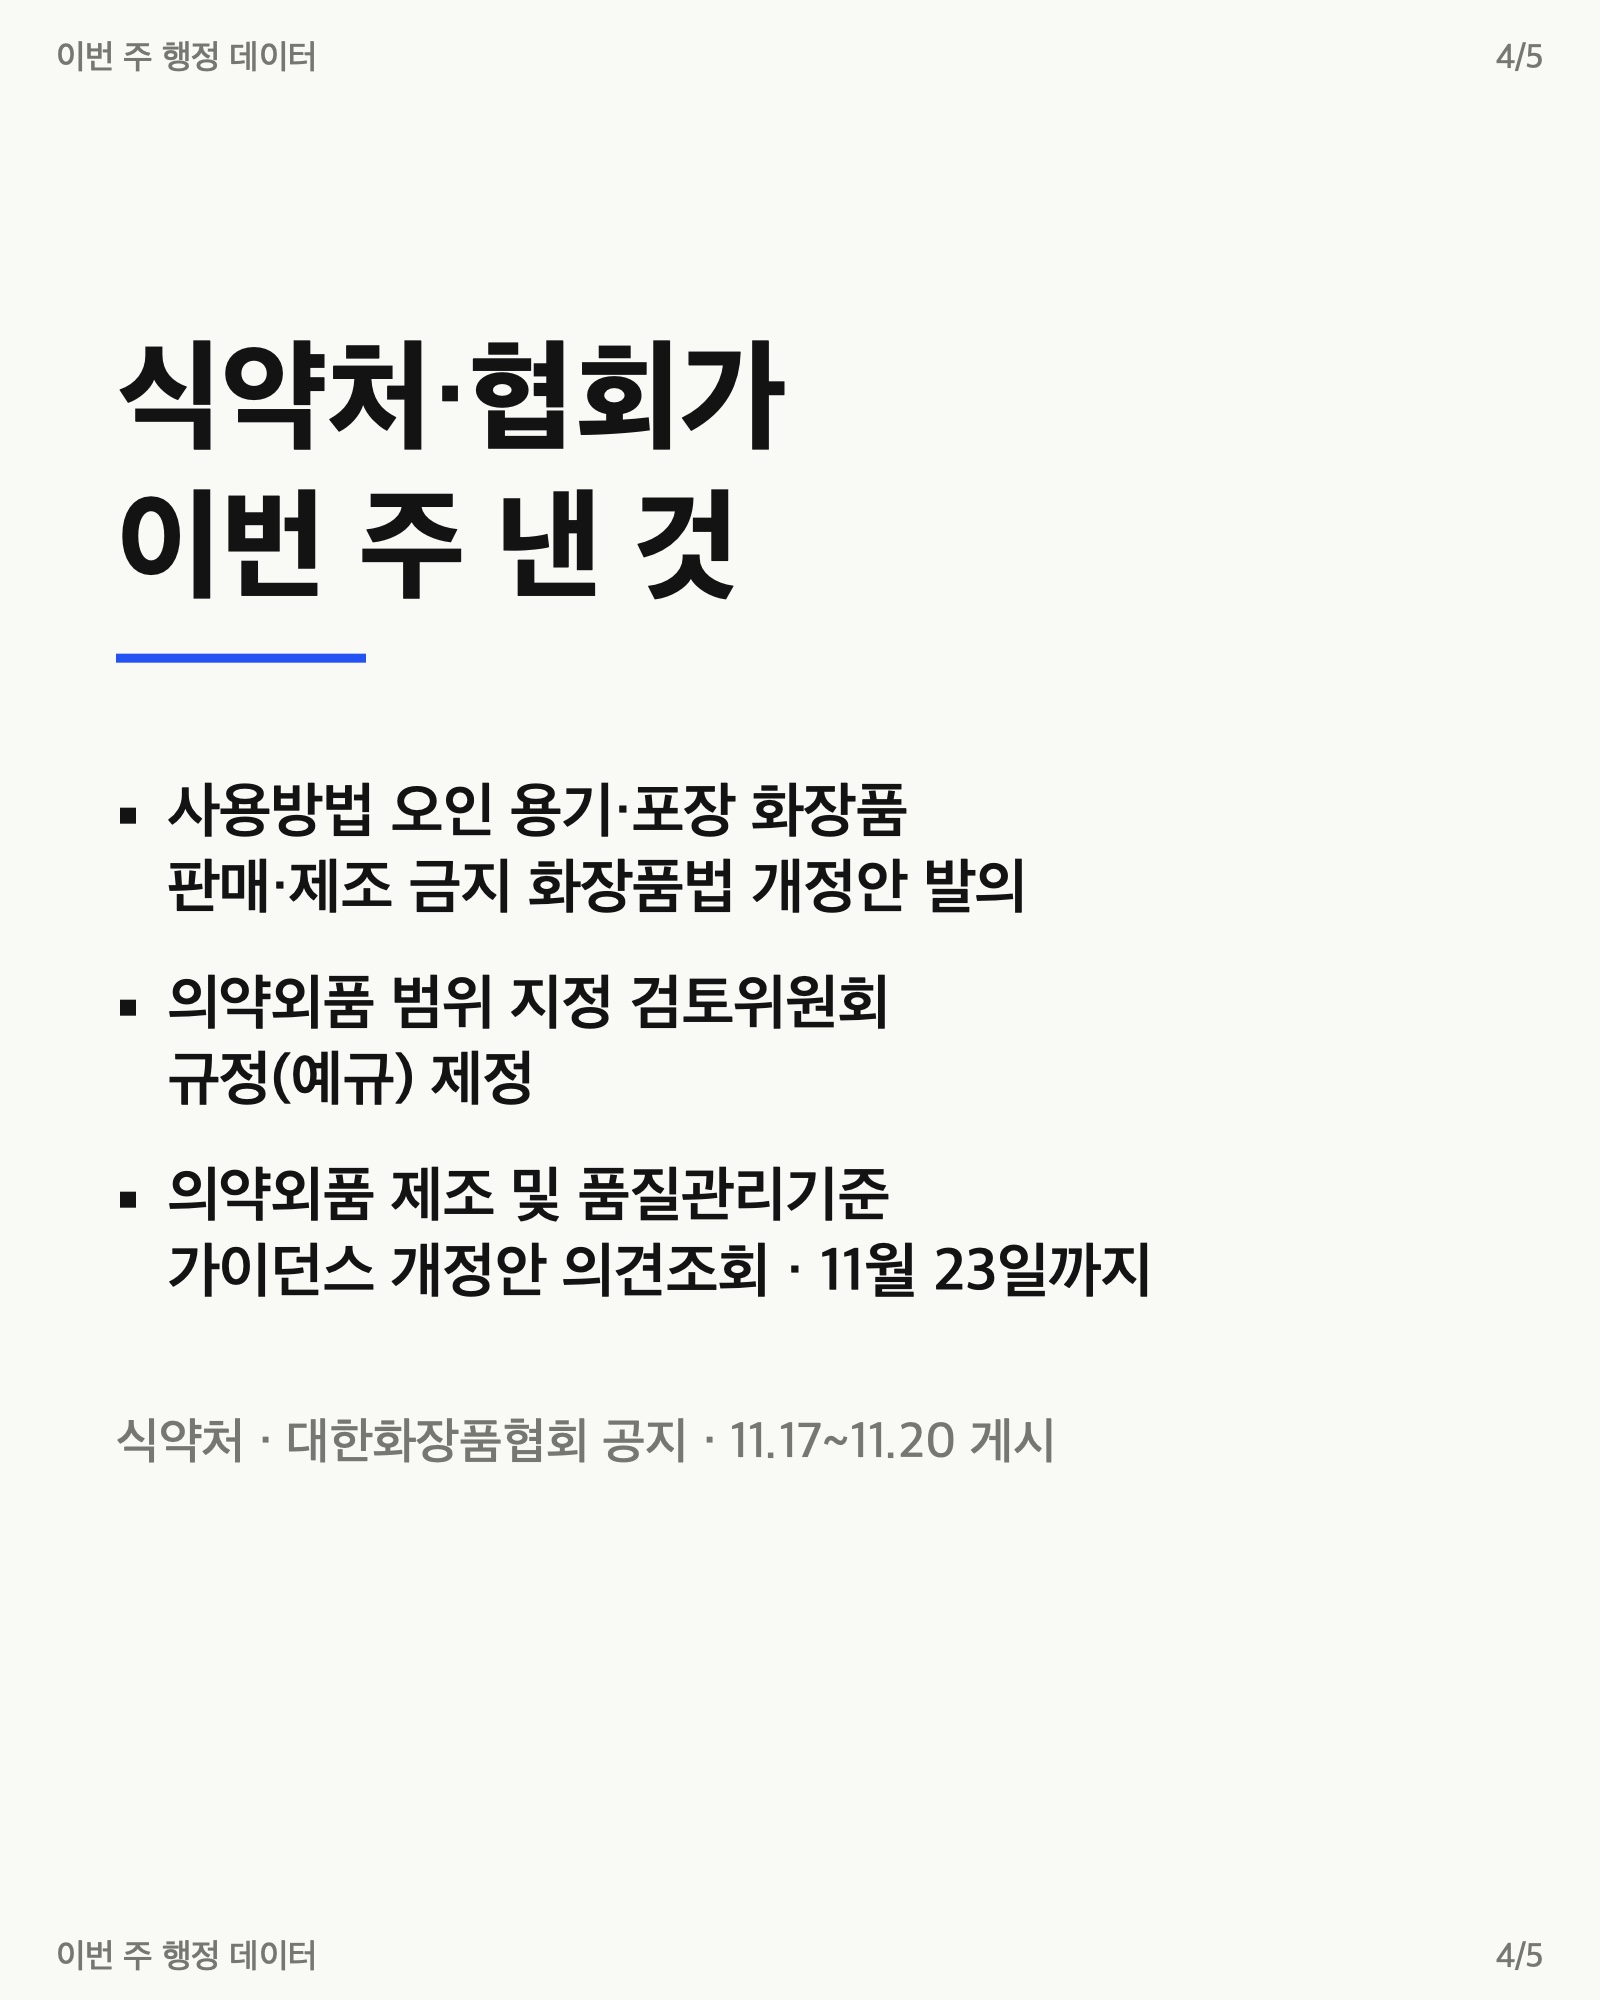 이번 주 행정 데이터
4/5
식약처·협회가
이번 주 낸 것
▪ 사용방법 오인 용기·포장 화장품
판매·제조 금지 화장품법 개정안 발의
▪ 의약외품 범위 지정 검토위원회
규정(예규) 제정
▪ 의약외품 제조 및 품질관리기준
가이던스 개정안 의견조회 · 11월 23일까지
식약처 · 대한화장품협회 공지 · 11.17~11.20 게시
이번 주 행정 데이터
4/5